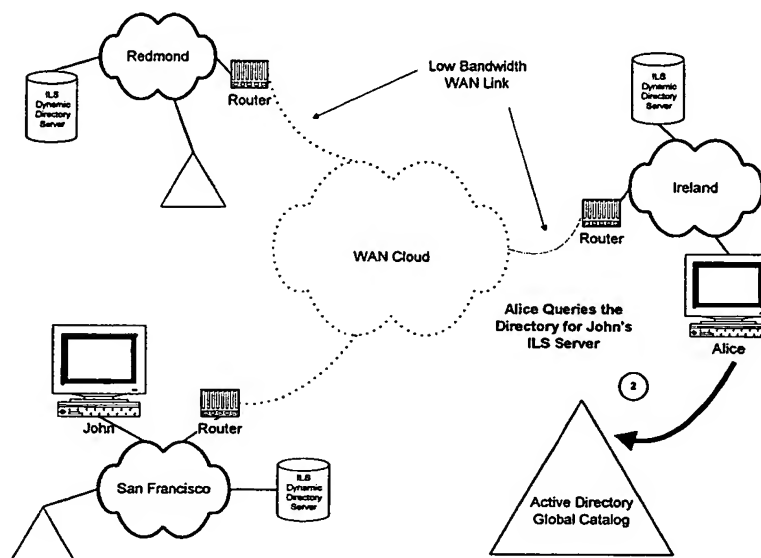 Redmond
ILS
Dynamic
Directory
Server
Router
Low Bandwidth
WAN Link
ILS
Dynamic
Directory
Server
Ireland
Router
WAN Cloud
Alice Queries the
Directory for John's
ILS Server
Alice
2
John
Router
San Francisco
ILS
Dynamic
Directory
Server
Active Directory
Global Catalog